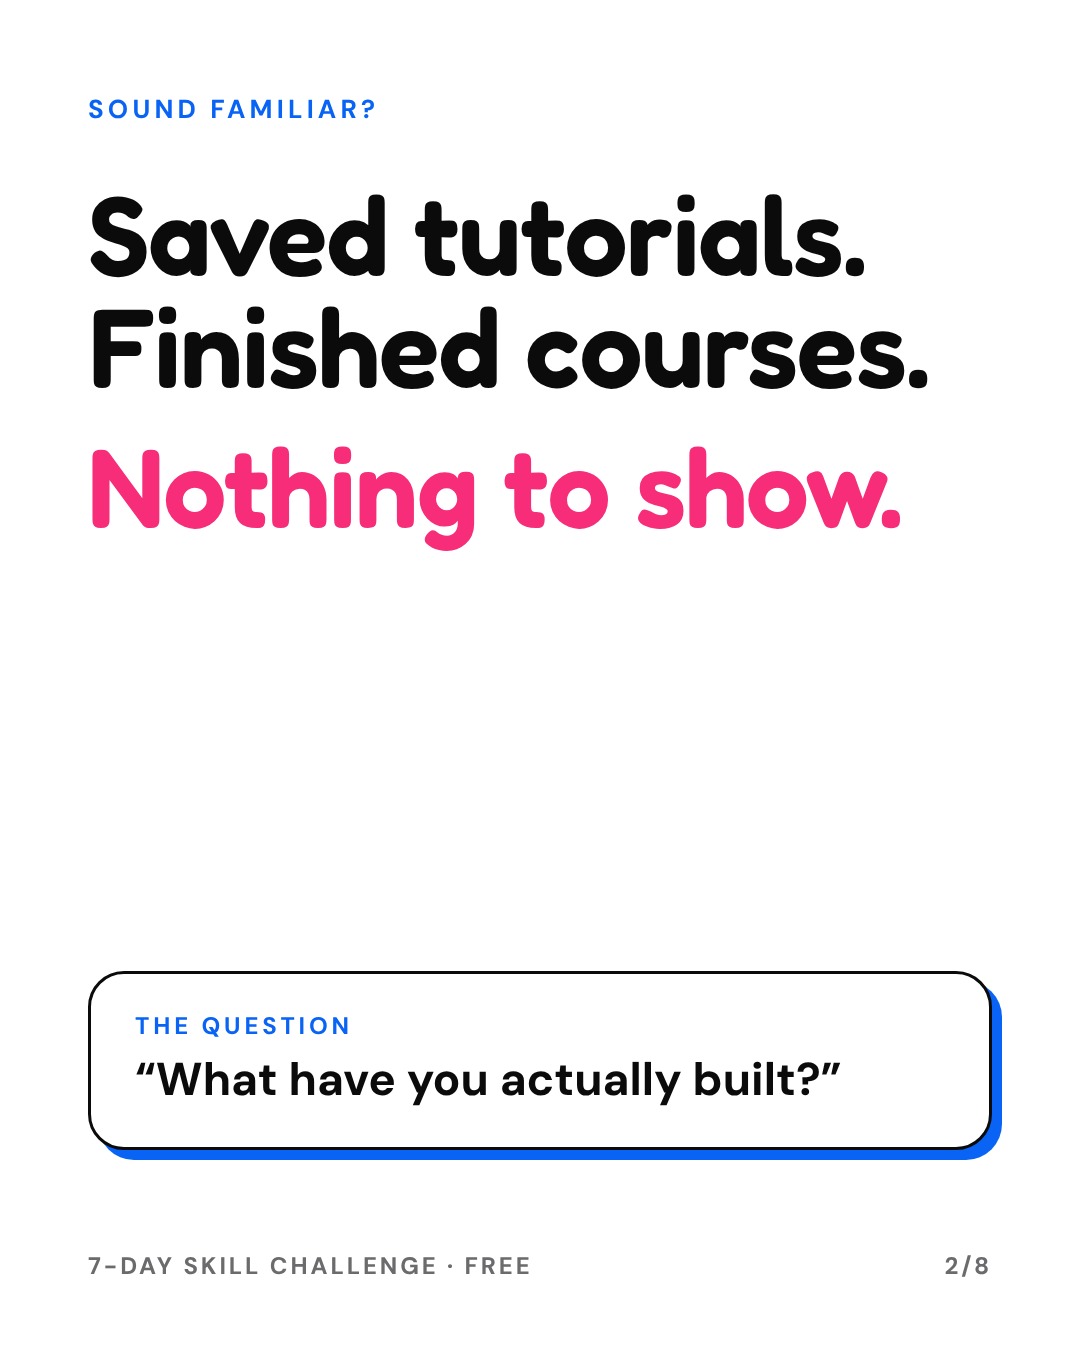 SOUND FAMILIAR?
Saved tutorials.
Finished courses.
Nothing to show.
THE QUESTION
“What have you actually built?”
7-DAY SKILL CHALLENGE · FREE
2/8